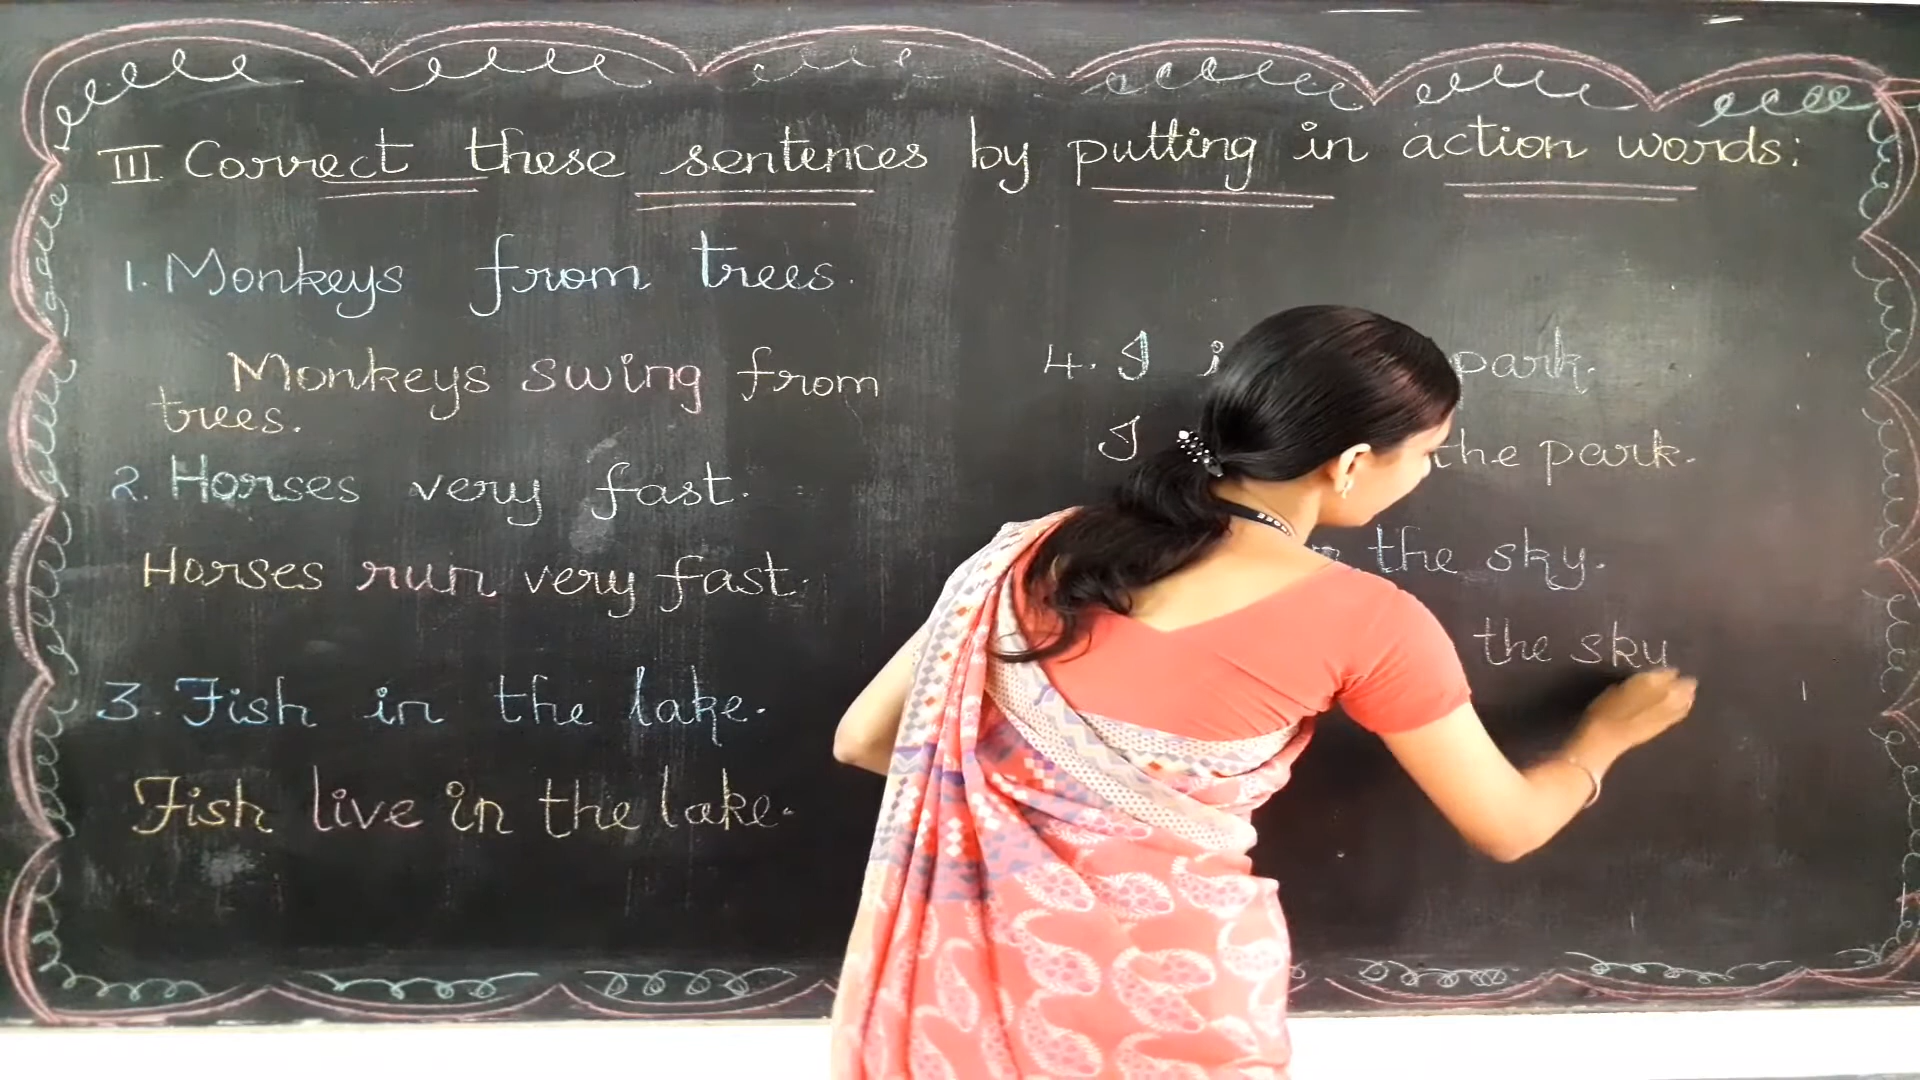 III. Correct these sentences by putting in action words:
1. Monkeys from trees.
Monkeys swing from
trees.
2. Horses very fast.
Horses run very fast.
3. Fish in the lake.
Fish live in the lake.
4. I park.
I the park.
the sky.
the sky